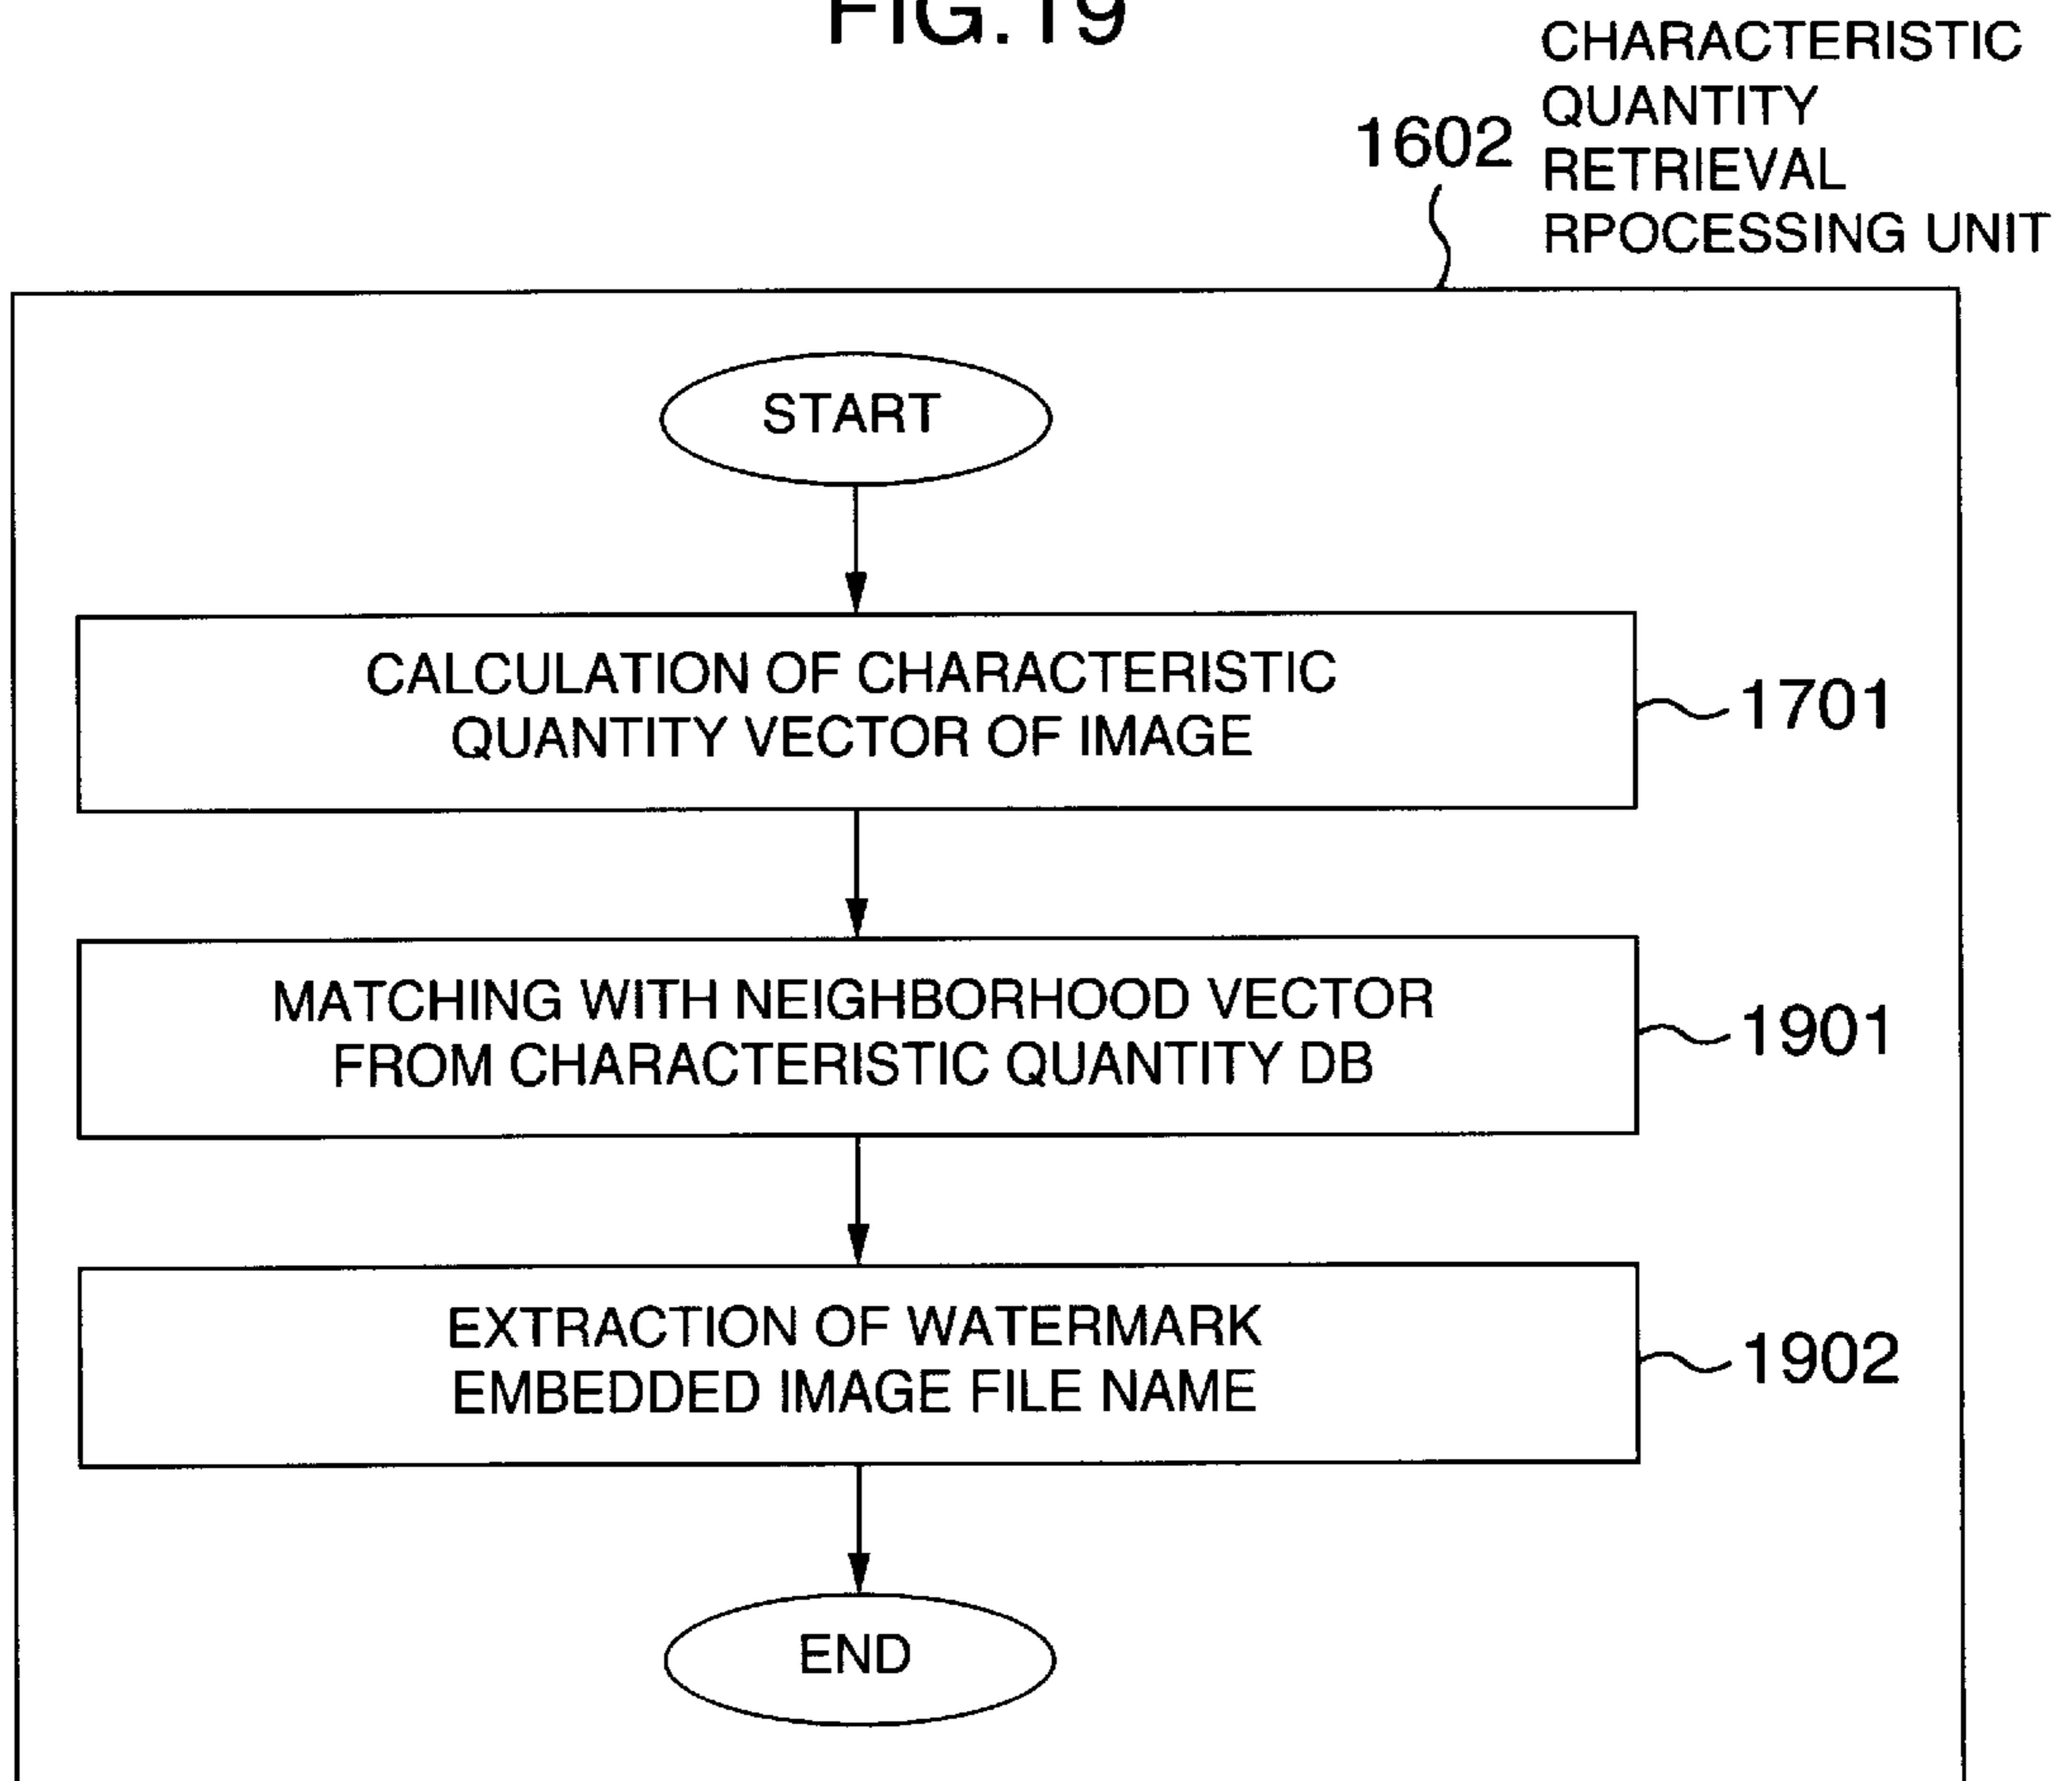 FIG.19
CHARACTERISTIC
QUANTITY
RETRIEVAL
RPOCESSING UNIT
1602
START
CALCULATION OF CHARACTERISTIC
QUANTITY VECTOR OF IMAGE
1701
MATCHING WITH NEIGHBORHOOD VECTOR
FROM CHARACTERISTIC QUANTITY DB
1901
EXTRACTION OF WATERMARK
EMBEDDED IMAGE FILE NAME
1902
END